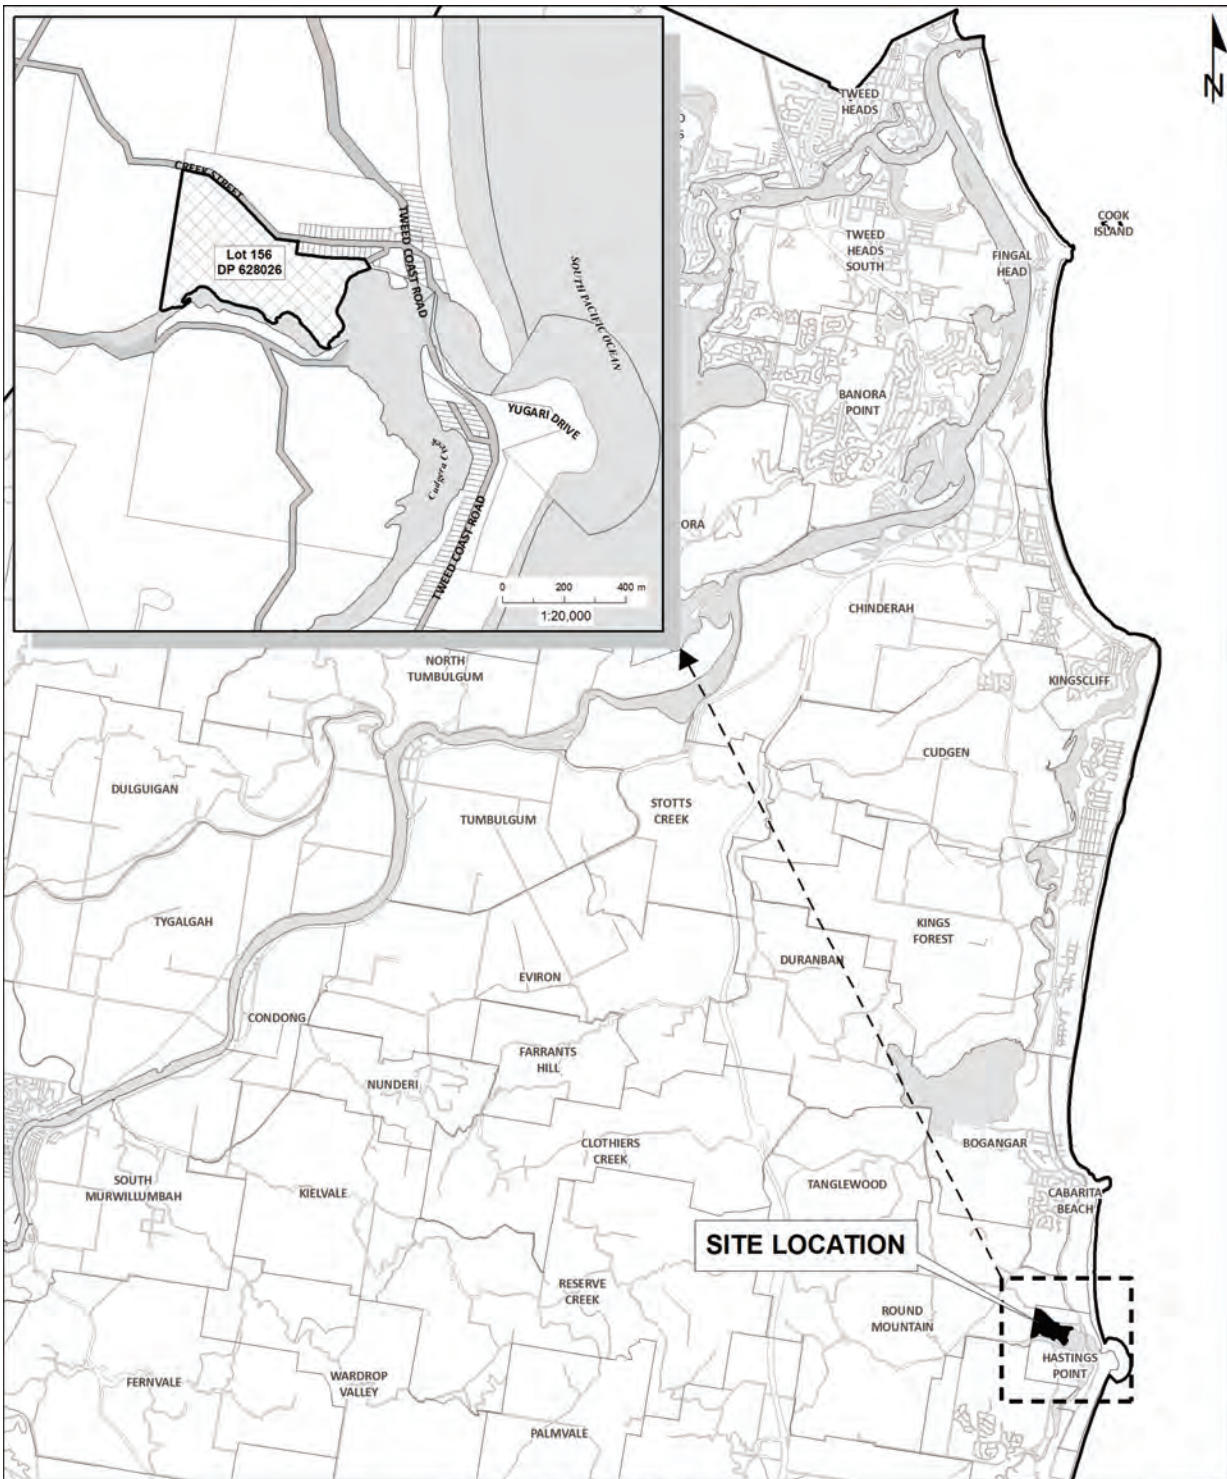 N
CREEK STREET
Lot 156
DP 628026
TWEED COAST ROAD
SOUTH PACIFIC OCEAN
YUGARI DRIVE
Cudgera Creek
TWEED COAST ROAD
0 200 400 m
1:20,000
TWEED
HEADS
COOK
ISLAND
TWEED
HEADS
SOUTH
FINGAL
HEAD
BANORA
POINT
ORA
CHINDERAH
NORTH
TUMBULGUM
KINGSCLIFF
CUDGEN
DULGUIGAN
STOTTS
CREEK
TUMBULGUM
TYGALGAH
KINGS
FOREST
DURANBAH
EVIRON
CONDONG
FARRANTS
HILL
NUNDERI
CLOTHIERS
CREEK
BOGANGAR
SOUTH
MURWILLUMBAH
KIELVALE
TANGLEWOOD
CABARITA
BEACH
SITE LOCATION
RESERVE
CREEK
ROUND
MOUNTAIN
HASTINGS
POINT
FERNVALE
WARDROP
VALLEY
PALMVALE